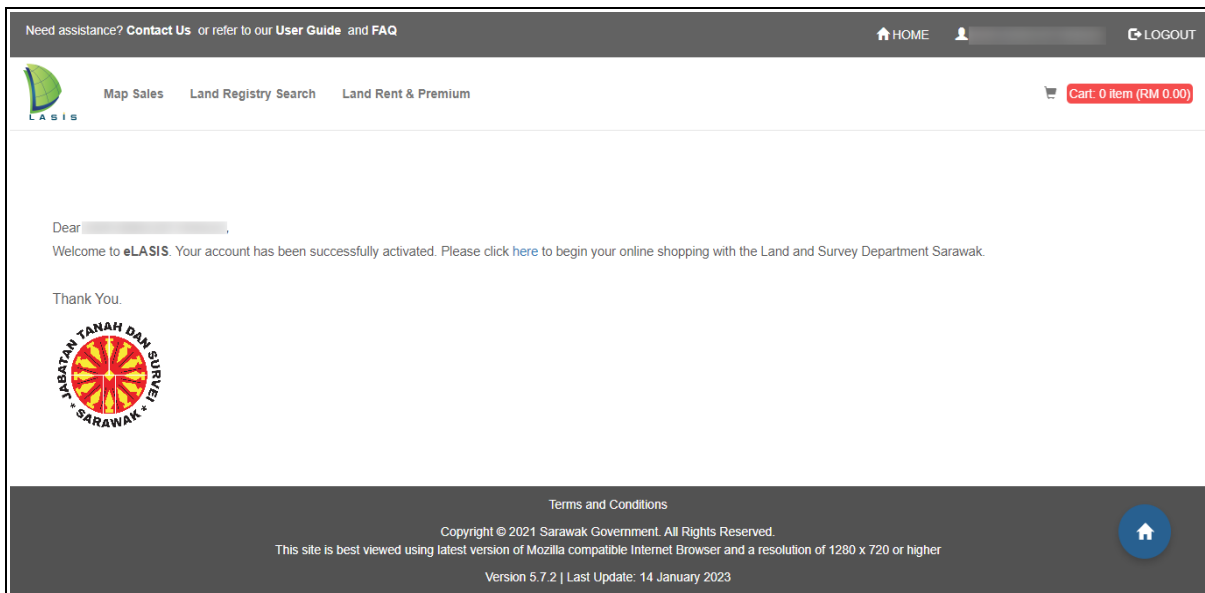 Need assistance? Contact Us or refer to our User Guide and FAQ
HOME
LOGOUT
LASIS
Map Sales
Land Registry Search
Land Rent & Premium
Cart: 0 item (RM 0.00)
Dear ,
Welcome to eLASIS. Your account has been successfully activated. Please click here to begin your online shopping with the Land and Survey Department Sarawak.
Thank You.
JABATAN TANAH DAN SURVEI
* SARAWAK *
Terms and Conditions
Copyright © 2021 Sarawak Government. All Rights Reserved.
This site is best viewed using latest version of Mozilla compatible Internet Browser and a resolution of 1280 x 720 or higher
Version 5.7.2 | Last Update: 14 January 2023